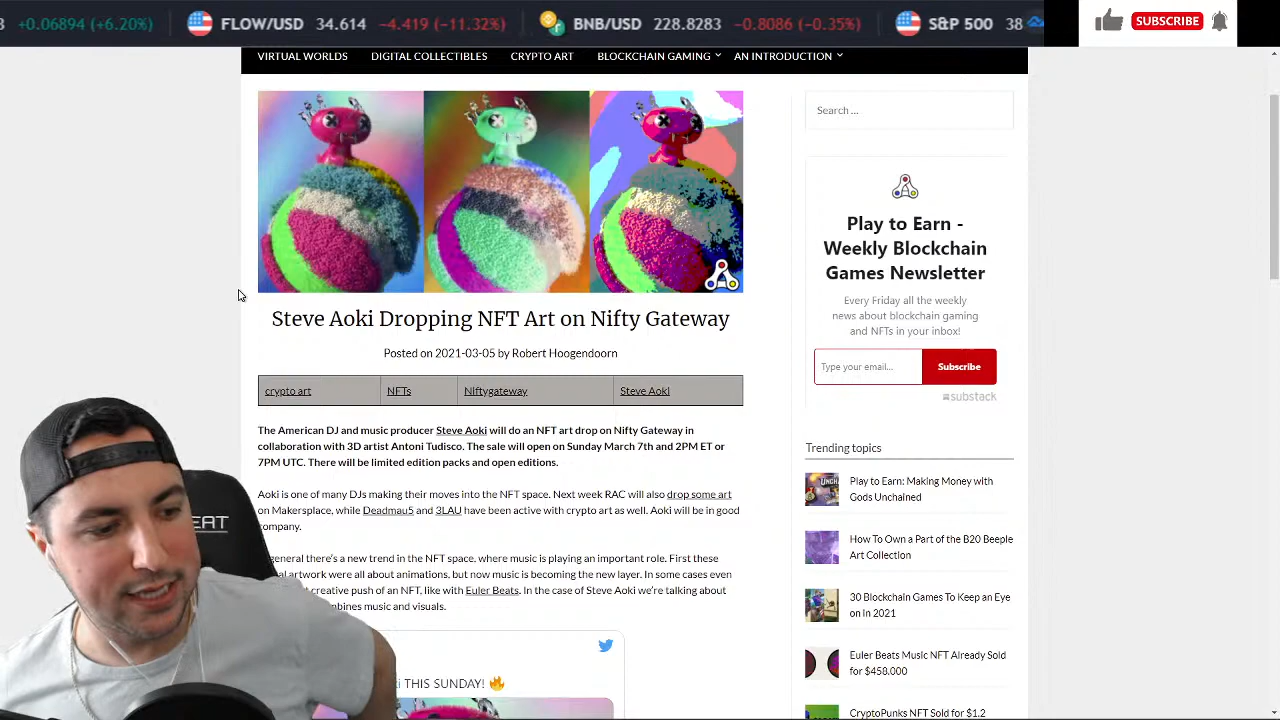 3 +0.06894 (+6.20%) FLOW/USD 34.614 -4.419 (-11.32%) BNB/USD 228.8283 -0.8086 (-0.35%) S&P 500 38
SUBSCRIBE
VIRTUAL WORLDS DIGITAL COLLECTIBLES CRYPTO ART BLOCKCHAIN GAMING AN INTRODUCTION
Steve Aoki Dropping NFT Art on Nifty Gateway
Posted on 2021-03-05 by Robert Hoogendoorn
crypto art NFTs Niftygateway Steve Aoki
The American DJ and music producer Steve Aoki will do an NFT art drop on Nifty Gateway in
collaboration with 3D artist Antoni Tudisco. The sale will open on Sunday March 7th and 2PM ET or
7PM UTC. There will be limited edition packs and open editions.
Aoki is one of many DJs making their moves into the NFT space. Next week RAC will also drop some art
on Makerspace, while Deadmau5 and 3LAU have been active with crypto art as well. Aoki will be in good
company.
general there's a new trend in the NFT space, where music is playing an important role. First these
artwork were all about animations, but now music is becoming the new layer. In some cases even
creative push of an NFT, like with Euler Beats. In the case of Steve Aoki we're talking about
music and visuals.
THIS SUNDAY! 🔥
EAT
Search …
Play to Earn -
Weekly Blockchain
Games Newsletter
Every Friday all the weekly
news about blockchain gaming
and NFTs in your inbox!
Type your email... Subscribe
substack
Trending topics
Play to Earn: Making Money with
Gods Unchained
How To Own a Part of the B20 Beeple
Art Collection
30 Blockchain Games To Keep an Eye
on in 2021
Euler Beats Music NFT Already Sold
for $458.000
CryptoPunks NFT Sold for $1.2